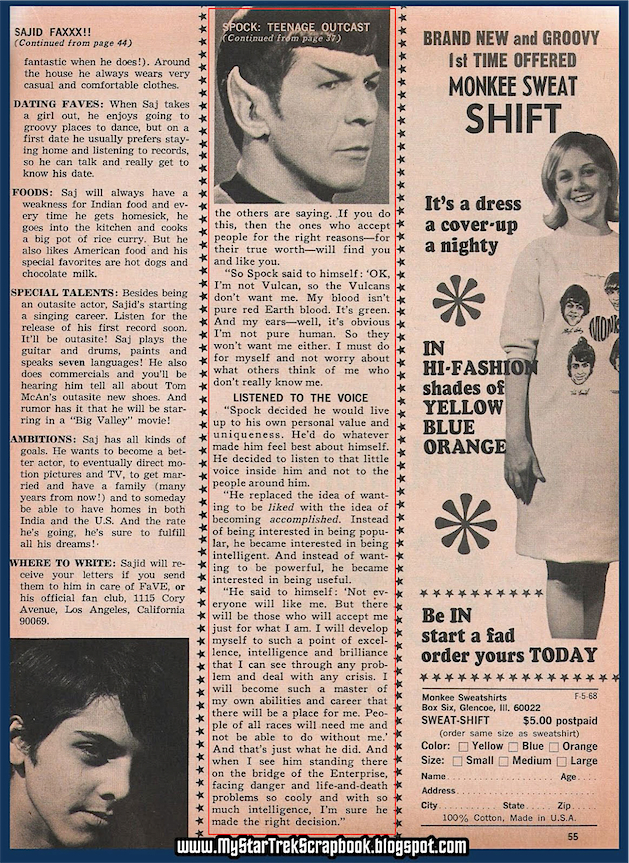 SAJID FAXXX!!
(Continued from page 44)
fantastic when he does!). Around
the house he always wears very
casual and comfortable clothes.
DATING FAVES: When Saj takes
a girl out, he enjoys going to
groovy places to dance, but on a
first date he usually prefers stay-
ing home and listening to records,
so he can talk and really get to
know his date.
FOODS: Saj will always have a
weakness for Indian food and ev-
ery time he gets homesick, he
goes into the kitchen and cooks
a big pot of rice curry. But he
also likes American food and his
special favorites are hot dogs and
chocolate milk.
SPECIAL TALENTS: Besides being
an outasite actor, Sajid's starting
a singing career. Listen for the
release of his first record soon.
It'll be outasite! Saj plays the
guitar and drums, paints and
speaks seven languages! He also
does commercials and you'll be
hearing him tell all about Tom
McAn's outasite new shoes. And
rumor has it that he will be star-
ring in a "Big Valley" movie!
AMBITIONS: Saj has all kinds of
goals. He wants to become a bet-
ter actor, to eventually direct mo-
tion pictures and TV, to get mar-
ried and have a family (many
years from now!) and to someday
be able to have homes in both
India and the U.S. And the rate
he's going, he's sure to fulfill
all his dreams!
WHERE TO WRITE: Sajid will re-
ceive your letters if you send
them to him in care of FaVE, or
his official fan club, 1115 Cory
Avenue, Los Angeles, California
90069.
SPOCK: TEENAGE OUTCAST
(Continued from page 37)
the others are saying. If you do
this, then the ones who accept
people for the right reasons—for
their true worth—will find you
and like you.
"So Spock said to himself: 'OK,
I'm not Vulcan, so the Vulcans
don't want me. My blood isn't
pure red Earth blood. It's green.
And my ears—well, it's obvious
I'm not pure human. So they
won't want me either. I must do
for myself and not worry about
what others think of me who
don't really know me.
LISTENED TO THE VOICE
"Spock decided he would live
up to his own personal value and
uniqueness. He'd do whatever
made him feel best about himself.
He decided to listen to that little
voice inside him and not to the
people around him.
"He replaced the idea of want-
ing to be liked with the idea of
becoming accomplished. Instead
of being interested in being popu-
lar, he became interested in being
intelligent. And instead of want-
ing to be powerful, he became
interested in being useful.
"He said to himself: 'Not ev-
eryone will like me. But there
will be those who will accept me
just for what I am. I will develop
myself to such a point of excel-
lence, intelligence and brilliance
that I can see through any prob-
lem and deal with any crisis. I
will become such a master of
my own abilities and career that
there will be a place for me. Peo-
ple of all races will need me and
not be able to do without me.'
And that's just what he did. And
when I see him standing there
on the bridge of the Enterprise,
facing danger and life-and-death
problems so cooly and with so
much intelligence, I'm sure he
made the right decision."
BRAND NEW and GROOVY
1st TIME OFFERED
MONKEE SWEAT
SHIFT
It's a dress
a cover-up
a nighty
MONK
IN
HI-FASHION
shades of
YELLOW
BLUE
ORANGE
Be IN
start a fad
order yours TODAY
Monkee Sweatshirts F-5-68
Box Six, Glencoe, Ill. 60022
SWEAT-SHIFT $5.00 postpaid
(order same size as sweatshirt)
Color: Yellow Blue Orange
Size: Small Medium Large
Name Age
Address
City State Zip
100% Cotton, Made in U.S.A.
55
www.MyStarTrekScrapbook.blogspot.com